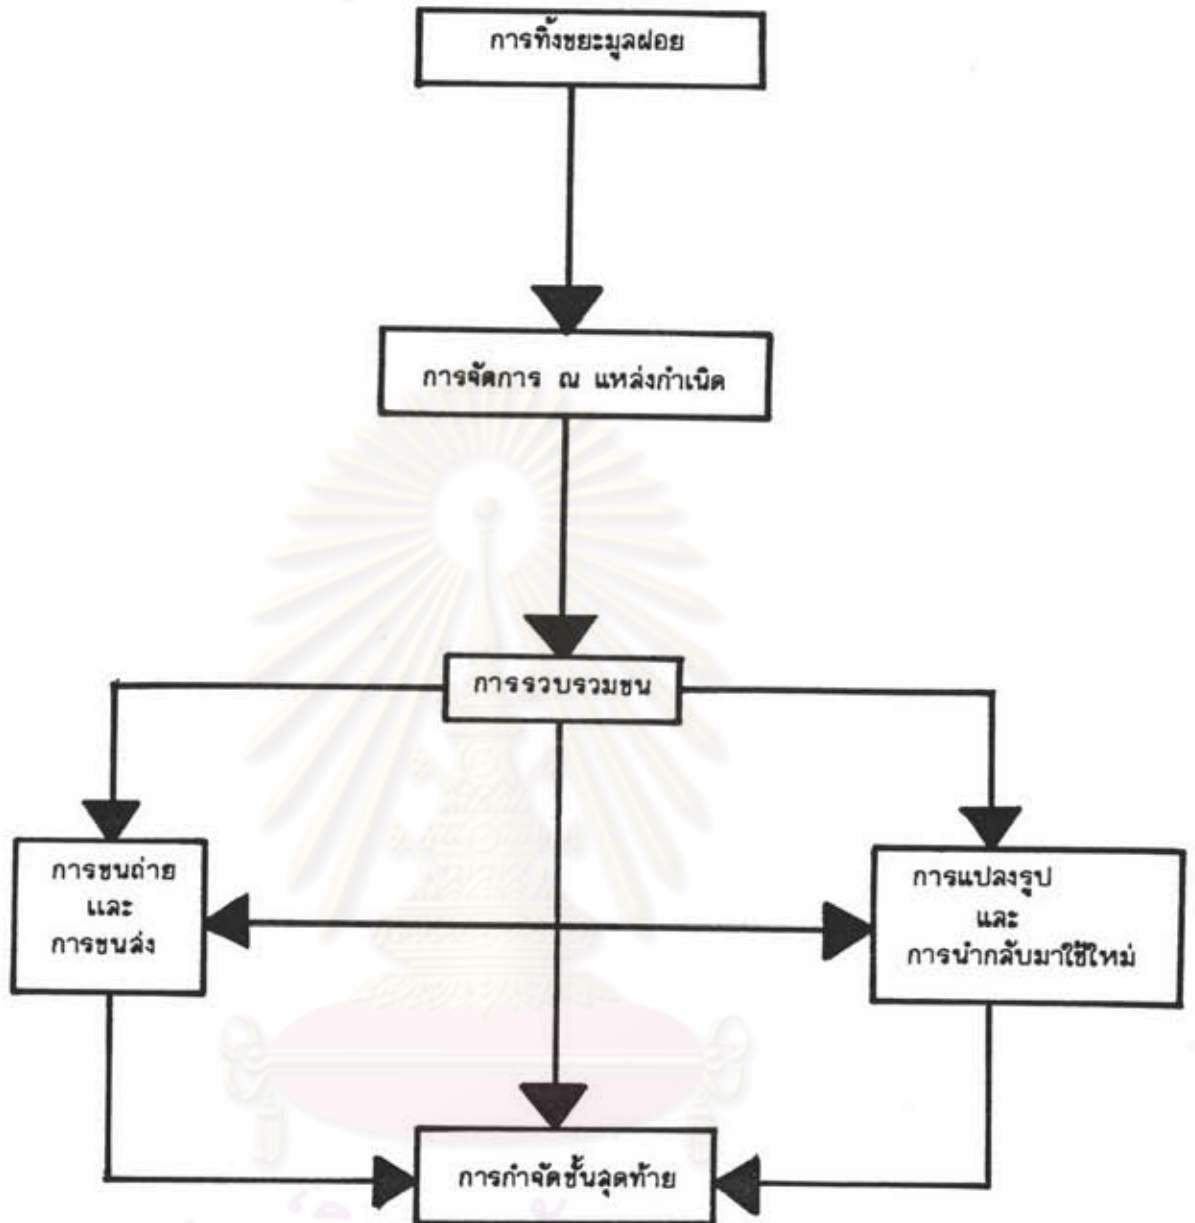 การทิ้งขยะมูลฝอย
การจัดการ ณ แหล่งกำเนิด
การรวบรวมขน
การขนถ่าย
และ
การขนส่ง
การแปลงรูป
และ
การนำกลับมาใช้ใหม่
การกำจัดขั้นสุดท้าย